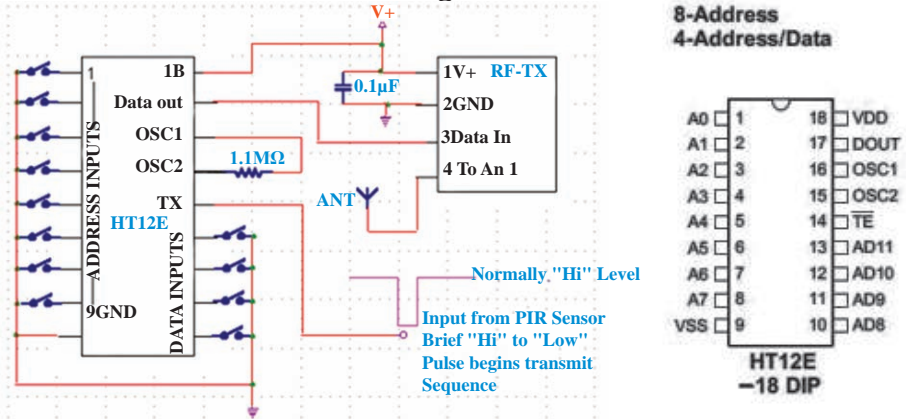 V+
1
1B
Data out
OSC1
OSC2
TX
ADDRESS INPUTS
HT12E
9GND
DATA INPUTS
1.1MΩ
0.1µF
1V+ RF-TX
2GND
3Data In
4 To An 1
ANT
Normally "Hi" Level
Input from PIR Sensor
Brief "Hi" to "Low"
Pulse begins transmit
Sequence
8-Address
4-Address/Data
A0 1 18 VDD
A1 2 17 DOUT
A2 3 16 OSC1
A3 4 15 OSC2
A4 5 14 TE
A5 6 13 AD11
A6 7 12 AD10
A7 8 11 AD9
VSS 9 10 AD8
HT12E
–18 DIP